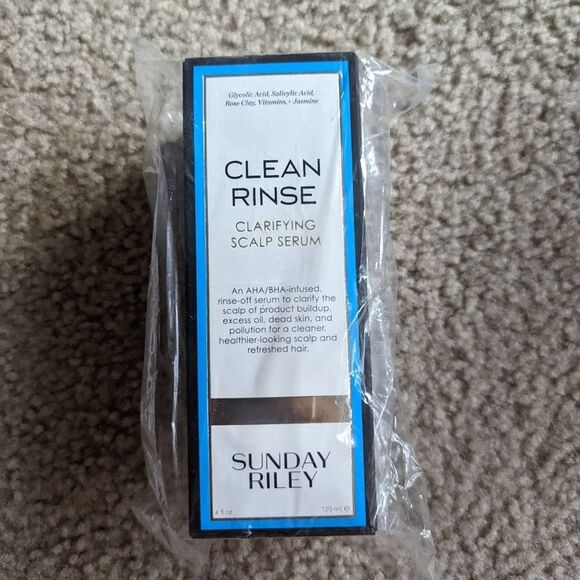 Glycolic Acid, Salicylic Acid,
Rose Clay, Vitamins, + Jasmine
CLEAN
RINSE
CLARIFYING
SCALP SERUM
An AHA/BHA-infused,
rinse-off serum to clarify the
scalp of product buildup,
excess oil, dead skin, and
pollution for a cleaner,
healthier-looking scalp and
refreshed hair.
SUNDAY
RILEY
4 fl oz 120 mL ℮